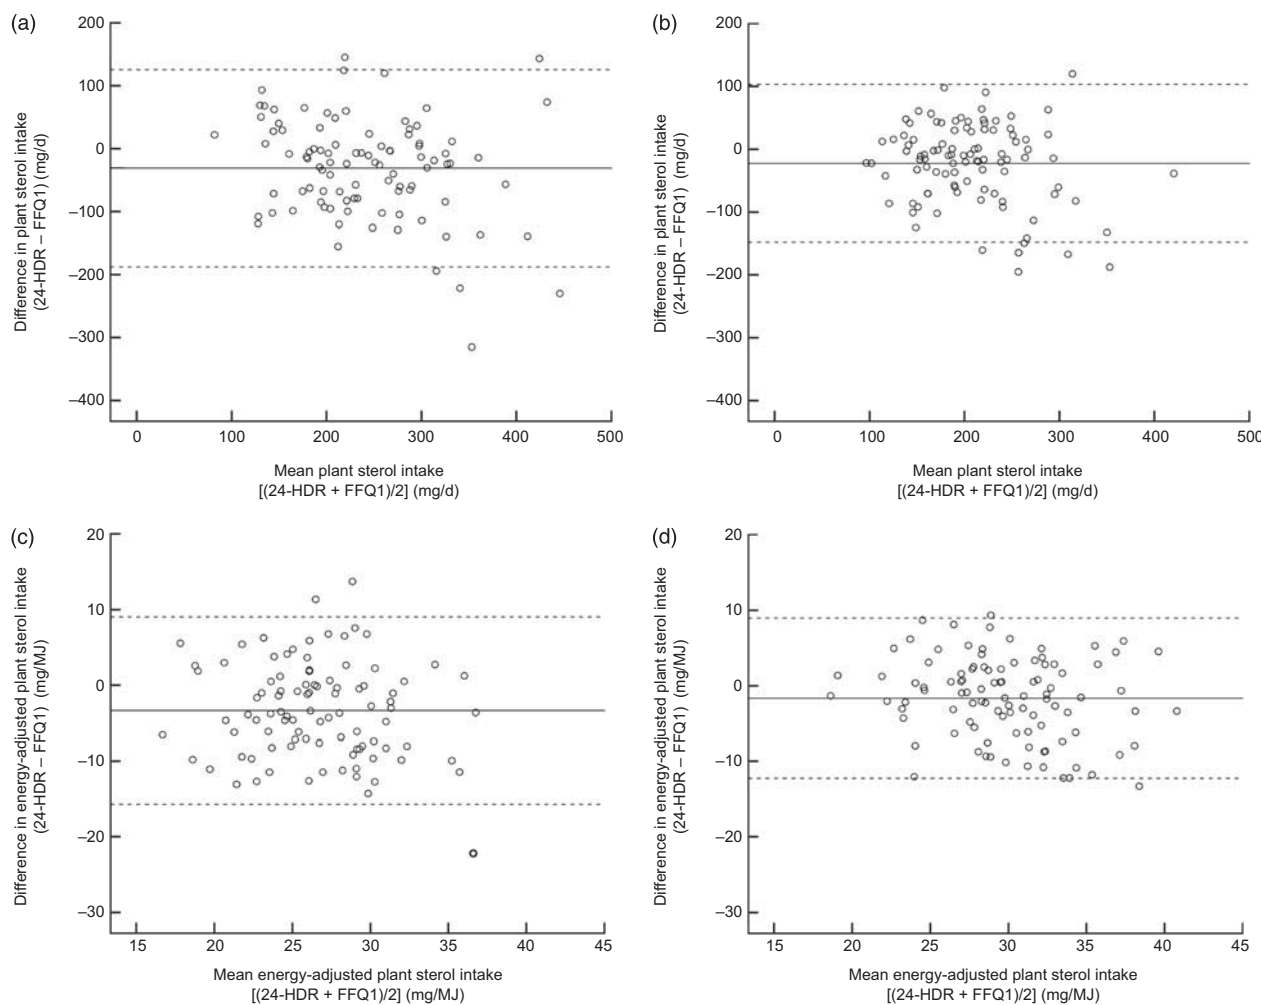 (a)
200
100
0
–100
–200
–300
–400
Difference in plant sterol intake
(24-HDR – FFQ1) (mg/d)
0 100 200 300 400 500
Mean plant sterol intake
[(24-HDR + FFQ1)/2] (mg/d)
(b)
200
100
0
–100
–200
–300
–400
Difference in plant sterol intake
(24-HDR – FFQ1) (mg/d)
0 100 200 300 400 500
Mean plant sterol intake
[(24-HDR + FFQ1)/2] (mg/d)
(c)
20
10
0
–10
–20
–30
Difference in energy-adjusted plant sterol intake
(24-HDR – FFQ1) (mg/MJ)
15 20 25 30 35 40 45
Mean energy-adjusted plant sterol intake
[(24-HDR + FFQ1)/2] (mg/MJ)
(d)
20
10
0
–10
–20
–30
Difference in energy-adjusted plant sterol intake
(24-HDR – FFQ1) (mg/MJ)
15 20 25 30 35 40 45
Mean energy-adjusted plant sterol intake
[(24-HDR + FFQ1)/2] (mg/MJ)